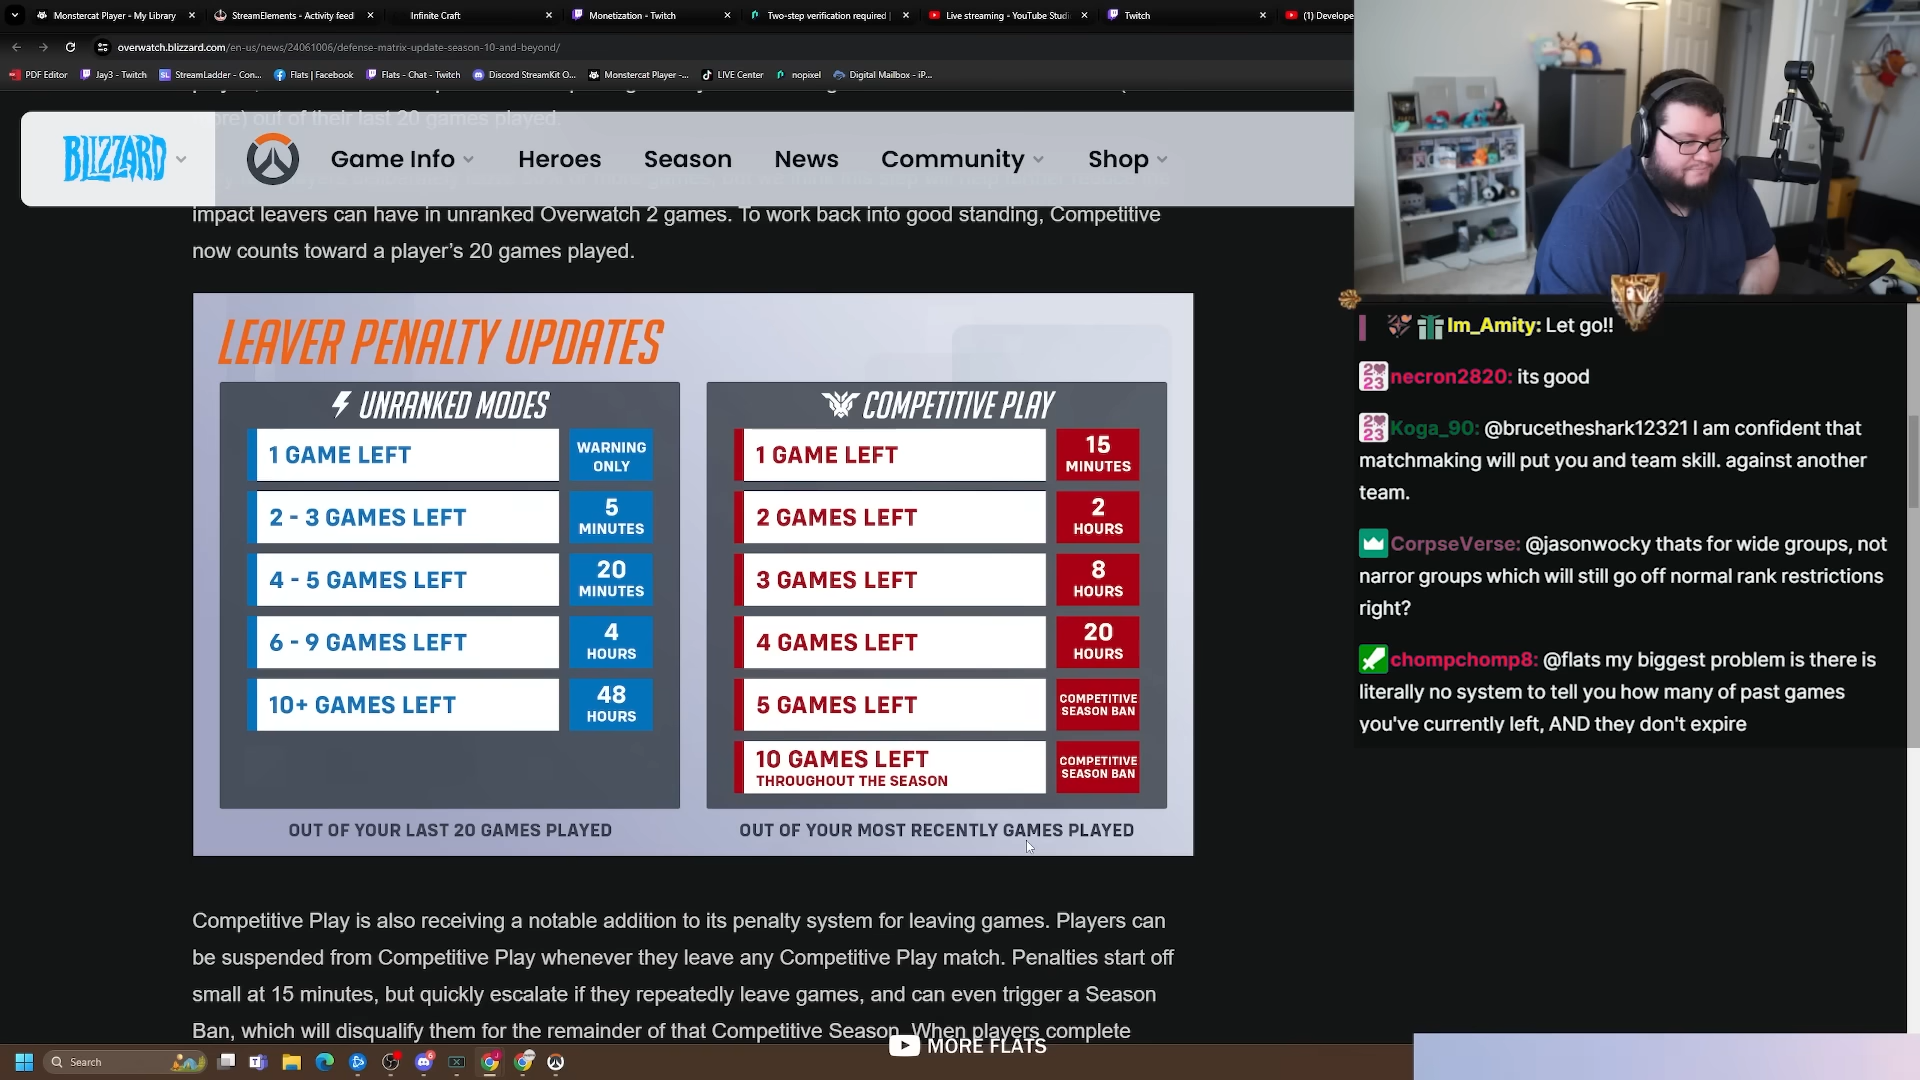 Monstercat Player - My Library
StreamElements - Activity feed
Infinite Craft
Monetization - Twitch
Two-step verification required |
Live streaming - YouTube Studi
Twitch
(1) Develope
overwatch.blizzard.com/en-us/news/24061006/defense-matrix-update-season-10-and-beyond/
PDF Editor
Jay3 - Twitch
StreamLadder - Con...
Flats | Facebook
Flats - Chat - Twitch
Discord StreamKit O...
Monstercat Player -...
LIVE Center
nopixel
Digital Mailbox - iP...
out of their last 20 games played.
BLIZZARD
Game Info
Heroes
Season
News
Community
Shop
impact leavers can have in unranked Overwatch 2 games. To work back into good standing, Competitive
now counts toward a player’s 20 games played.
LEAVER PENALTY UPDATES
UNRANKED MODES
1 GAME LEFT
WARNING
ONLY
2 - 3 GAMES LEFT
5
MINUTES
4 - 5 GAMES LEFT
20
MINUTES
6 - 9 GAMES LEFT
4
HOURS
10+ GAMES LEFT
48
HOURS
OUT OF YOUR LAST 20 GAMES PLAYED
COMPETITIVE PLAY
1 GAME LEFT
15
MINUTES
2 GAMES LEFT
2
HOURS
3 GAMES LEFT
8
HOURS
4 GAMES LEFT
20
HOURS
5 GAMES LEFT
COMPETITIVE
SEASON BAN
10 GAMES LEFT
THROUGHOUT THE SEASON
COMPETITIVE
SEASON BAN
OUT OF YOUR MOST RECENTLY GAMES PLAYED
Competitive Play is also receiving a notable addition to its penalty system for leaving games. Players can
be suspended from Competitive Play whenever they leave any Competitive Play match. Penalties start off
small at 15 minutes, but quickly escalate if they repeatedly leave games, and can even trigger a Season
Ban, which will disqualify them for the remainder of that Competitive Season. When players complete
MORE FLATS
Search
Im_Amity: Let go!!
necron2820: its good
Koga_90: @brucetheshark12321 I am confident that
matchmaking will put you and team skill. against another
team.
CorpseVerse: @jasonwocky thats for wide groups, not
narror groups which will still go off normal rank restrictions
right?
chompchomp8: @flats my biggest problem is there is
literally no system to tell you how many of past games
you've currently left, AND they don't expire